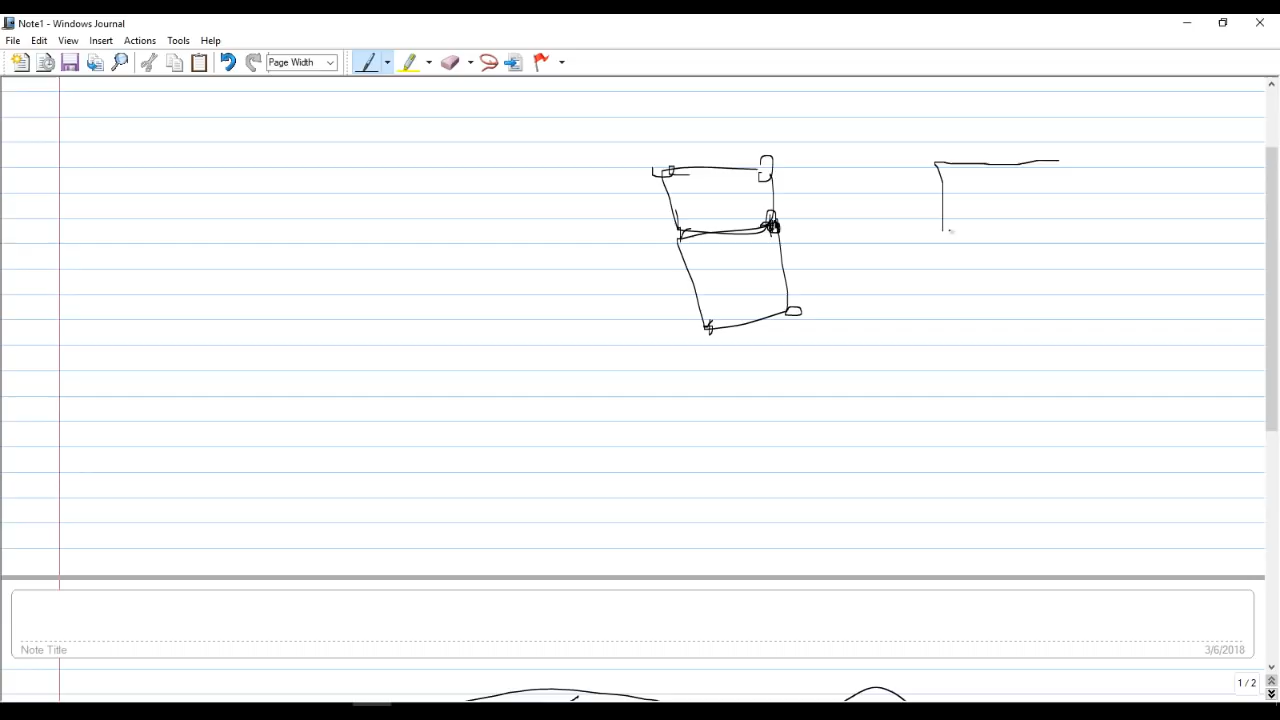 Note1 - Windows Journal
File Edit View Insert Actions Tools Help
Page Width
Note Title
3/6/2018
1 / 2